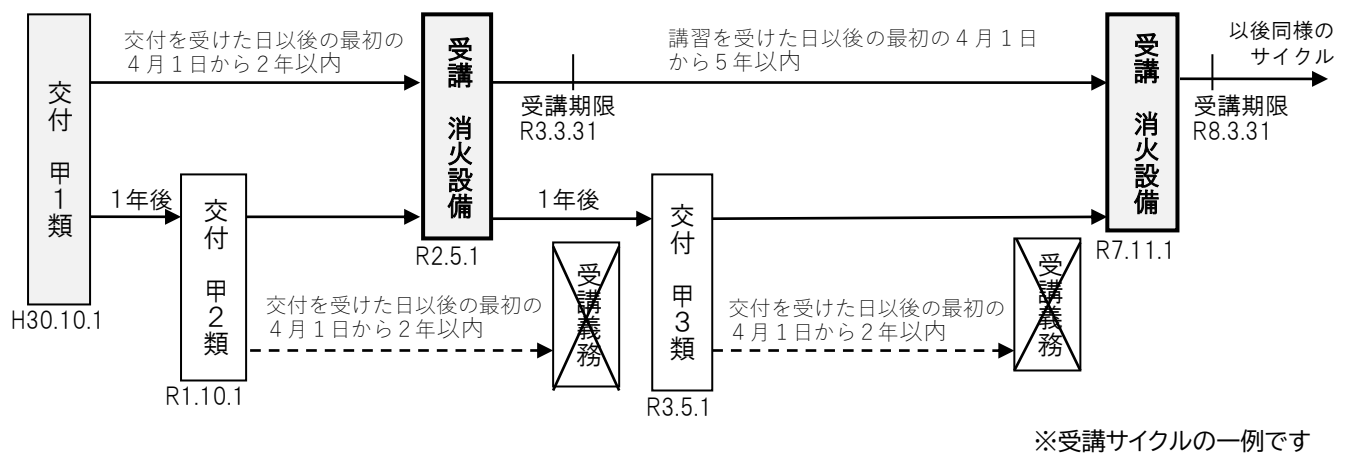 交付を受けた日以後の最初の
４月１日から２年以内
講習を受けた日以後の最初の４月１日
から５年以内
以後同様の
サイクル
交付　甲１類
H30.10.1
受講　消火設備
R2.5.1
受講期限
R3.3.31
受講　消火設備
R7.11.1
受講期限
R8.3.31
１年後
交付　甲２類
R1.10.1
１年後
交付　甲３類
R3.5.1
交付を受けた日以後の最初の
４月１日から２年以内
受講義務
交付を受けた日以後の最初の
４月１日から２年以内
受講義務
※受講サイクルの一例です